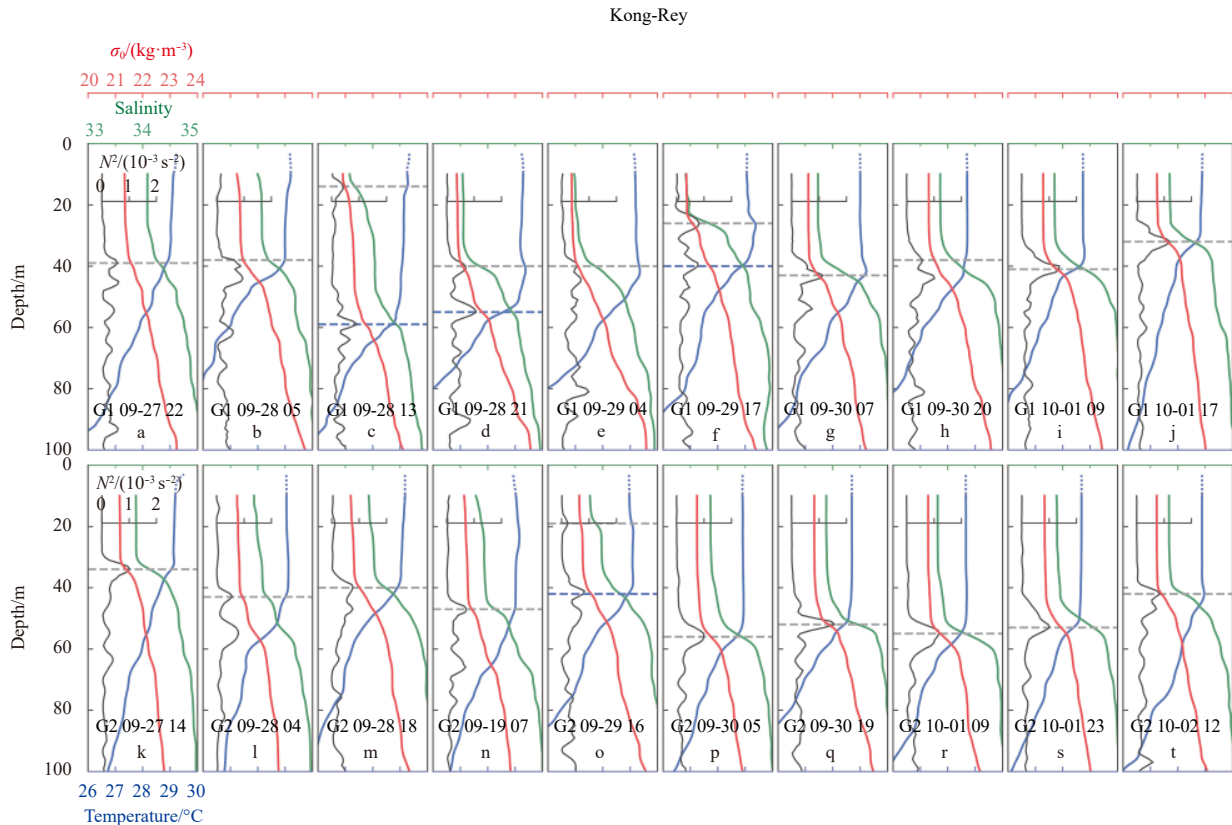 Kong-Rey
σ₀/(kg·m⁻³)
20 21 22 23 24
Salinity
33 34 35
N²/(10⁻³ s⁻²)
0 1 2
0
20
40
60
80
100
Depth/m
G1 09-27 22
a
G1 09-28 05
b
G1 09-28 13
c
G1 09-28 21
d
G1 09-29 04
e
G1 09-29 17
f
G1 09-30 07
g
G1 09-30 20
h
G1 10-01 09
i
G1 10-01 17
j
N²/(10⁻³ s⁻²)
0 1 2
0
20
40
60
80
100
Depth/m
G2 09-27 14
k
G2 09-28 04
l
G2 09-28 18
m
G2 09-19 07
n
G2 09-29 16
o
G2 09-30 05
p
G2 09-30 19
q
G2 10-01 09
r
G2 10-01 23
s
G2 10-02 12
t
26 27 28 29 30
Temperature/°C